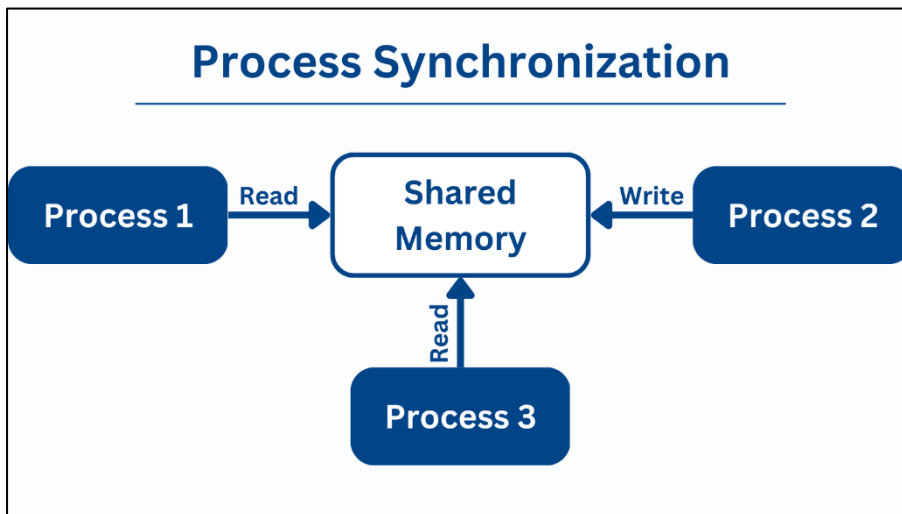 Process Synchronization
Process 1
Read
Shared
Memory
Write
Process 2
Read
Process 3